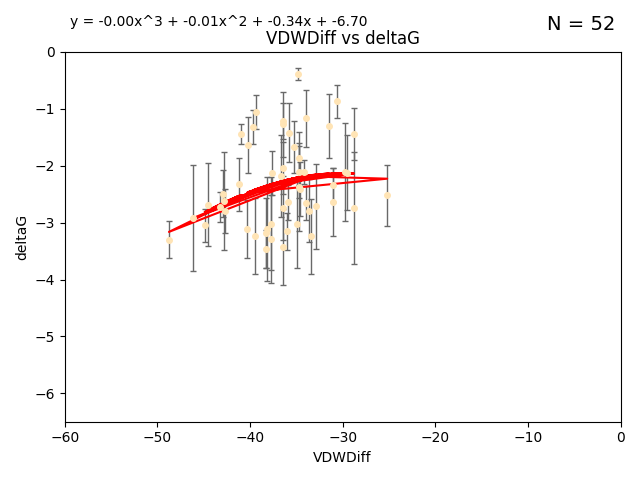 y = -0.00x^3 + -0.01x^2 + -0.34x + -6.70
N = 52
VDWDiff vs deltaG
0
−1
−2
−3
−4
−5
−6
deltaG
−60 −50 −40 −30 −20 −10 0
VDWDiff